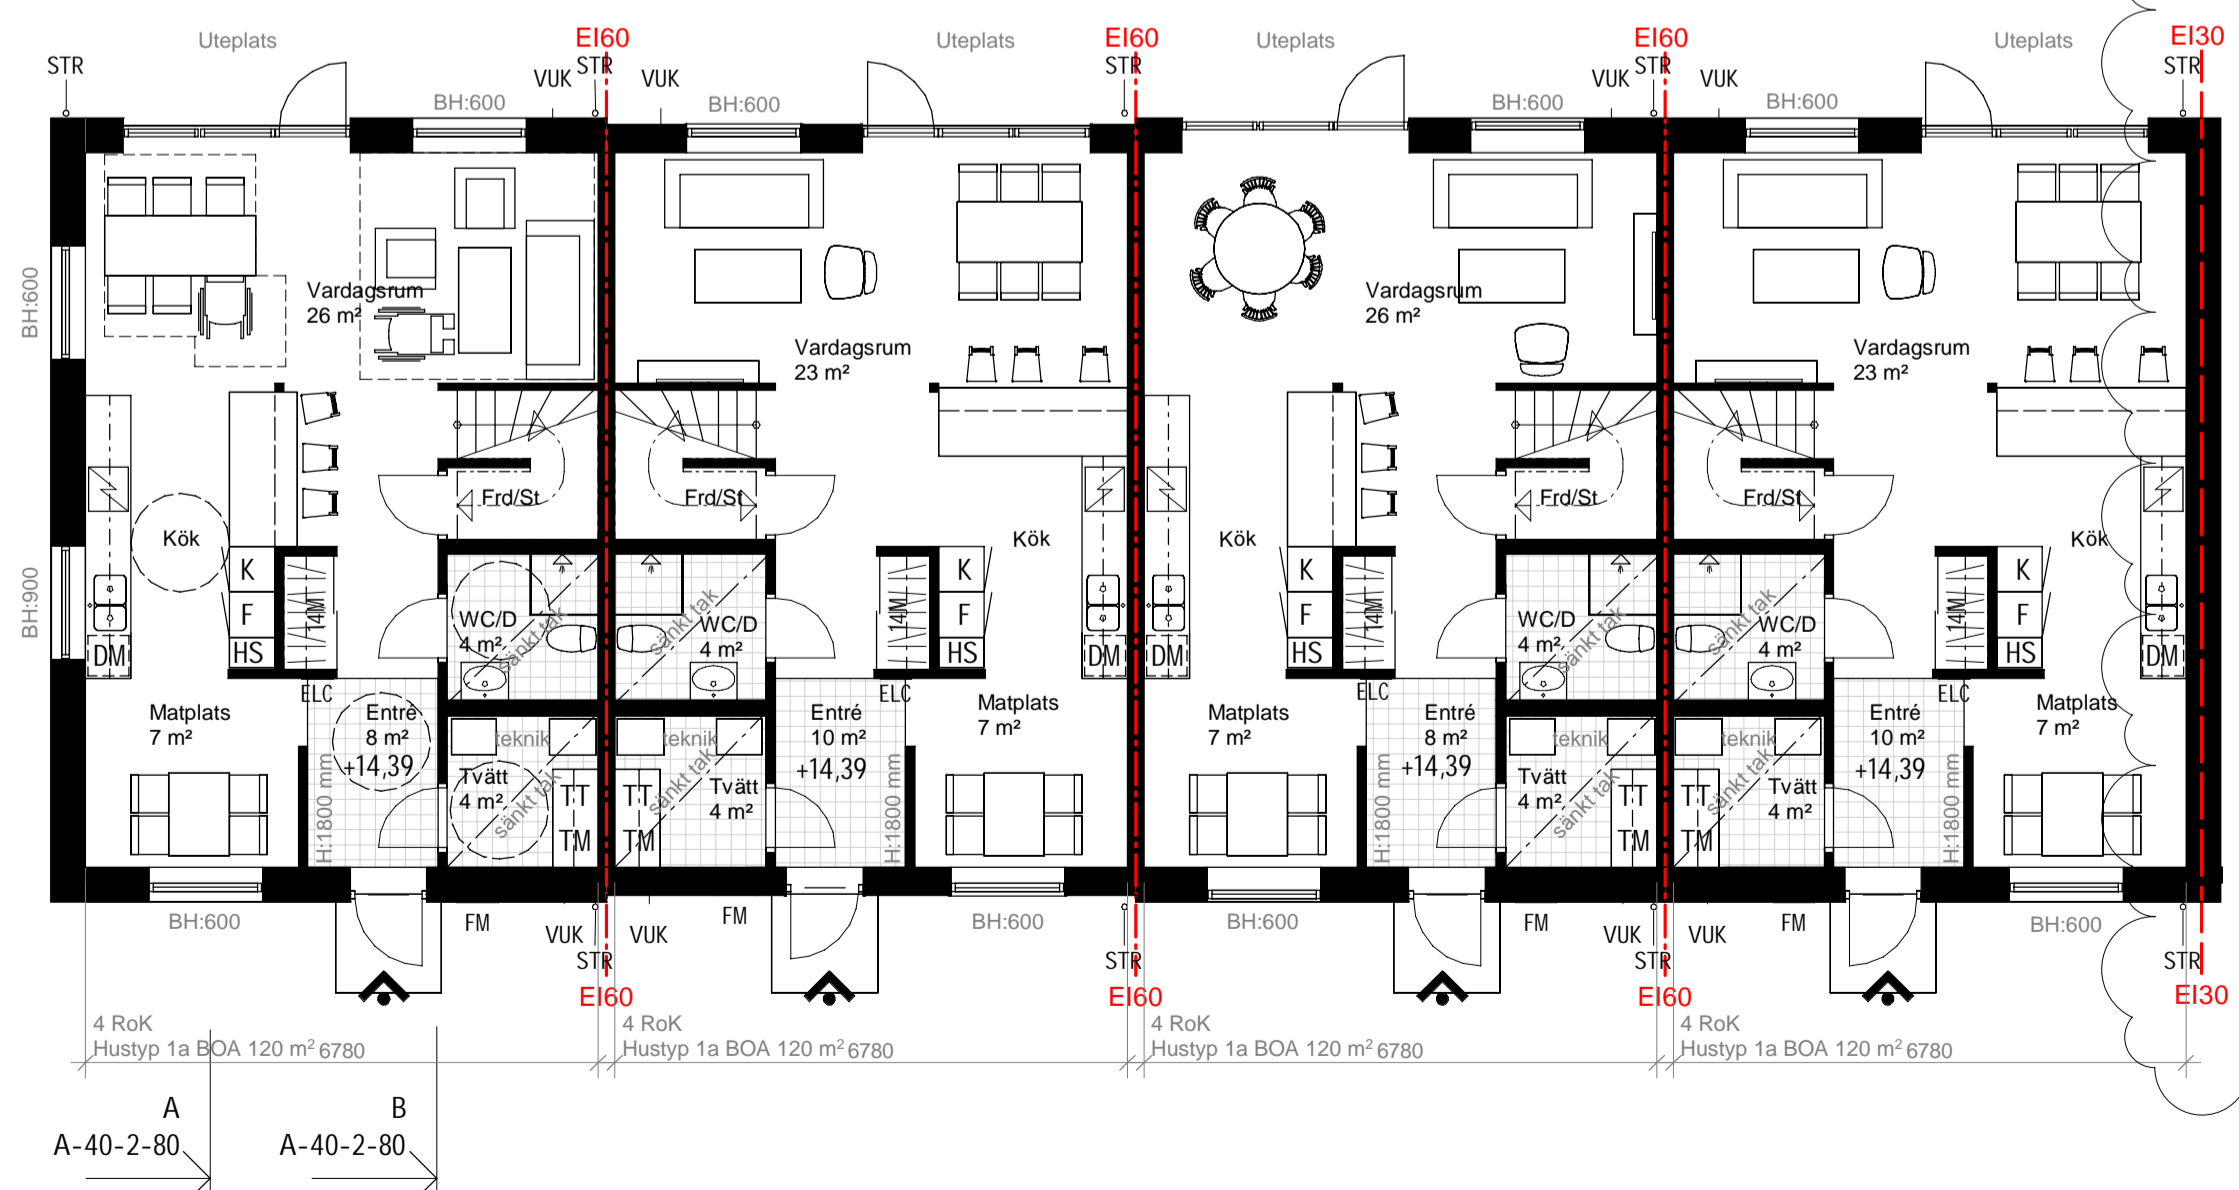 Uteplats
EI60
Uteplats
EI60
Uteplats
EI60
Uteplats
EI30
STR
VUK
STR
VUK
STR
VUK
STR
VUK
STR
BH:600
BH:600
BH:600
BH:600
BH:600
BH:900
Vardagsrum
26 m²
Vardagsrum
23 m²
Vardagsrum
26 m²
Vardagsrum
23 m²
Frd/St
Frd/St
Frd/St
Frd/St
Kök
Kök
Kök
Kök
K
F
HS
14M
DM
K
F
HS
14M
DM
DM
K
F
HS
14M
K
F
HS
14M
DM
WC/D
4 m²
sänkt tak
WC/D
4 m²
sänkt tak
WC/D
4 m²
sänkt tak
WC/D
4 m²
sänkt tak
ELC
ELC
ELC
ELC
Matplats
7 m²
Entré
8 m²
+14,39
H:1800 mm
teknik
Tvätt
4 m²
sänkt tak
TT
TM
teknik
Tvätt
4 m²
sänkt tak
TT
TM
Entré
10 m²
+14,39
H:1800 mm
Matplats
7 m²
Matplats
7 m²
Entré
8 m²
+14,39
H:1800 mm
teknik
Tvätt
4 m²
sänkt tak
TT
TM
teknik
Tvätt
4 m²
sänkt tak
TT
TM
Entré
10 m²
+14,39
H:1800 mm
Matplats
7 m²
BH:600
FM
VUK
STR
VUK
FM
BH:600
STR
BH:600
FM
VUK
STR
VUK
FM
BH:600
STR
EI60
EI60
EI60
EI30
4 RoK
Hustyp 1a BOA 120 m² 6780
4 RoK
Hustyp 1a BOA 120 m² 6780
4 RoK
Hustyp 1a BOA 120 m² 6780
4 RoK
Hustyp 1a BOA 120 m² 6780
A
A-40-2-80
B
A-40-2-80